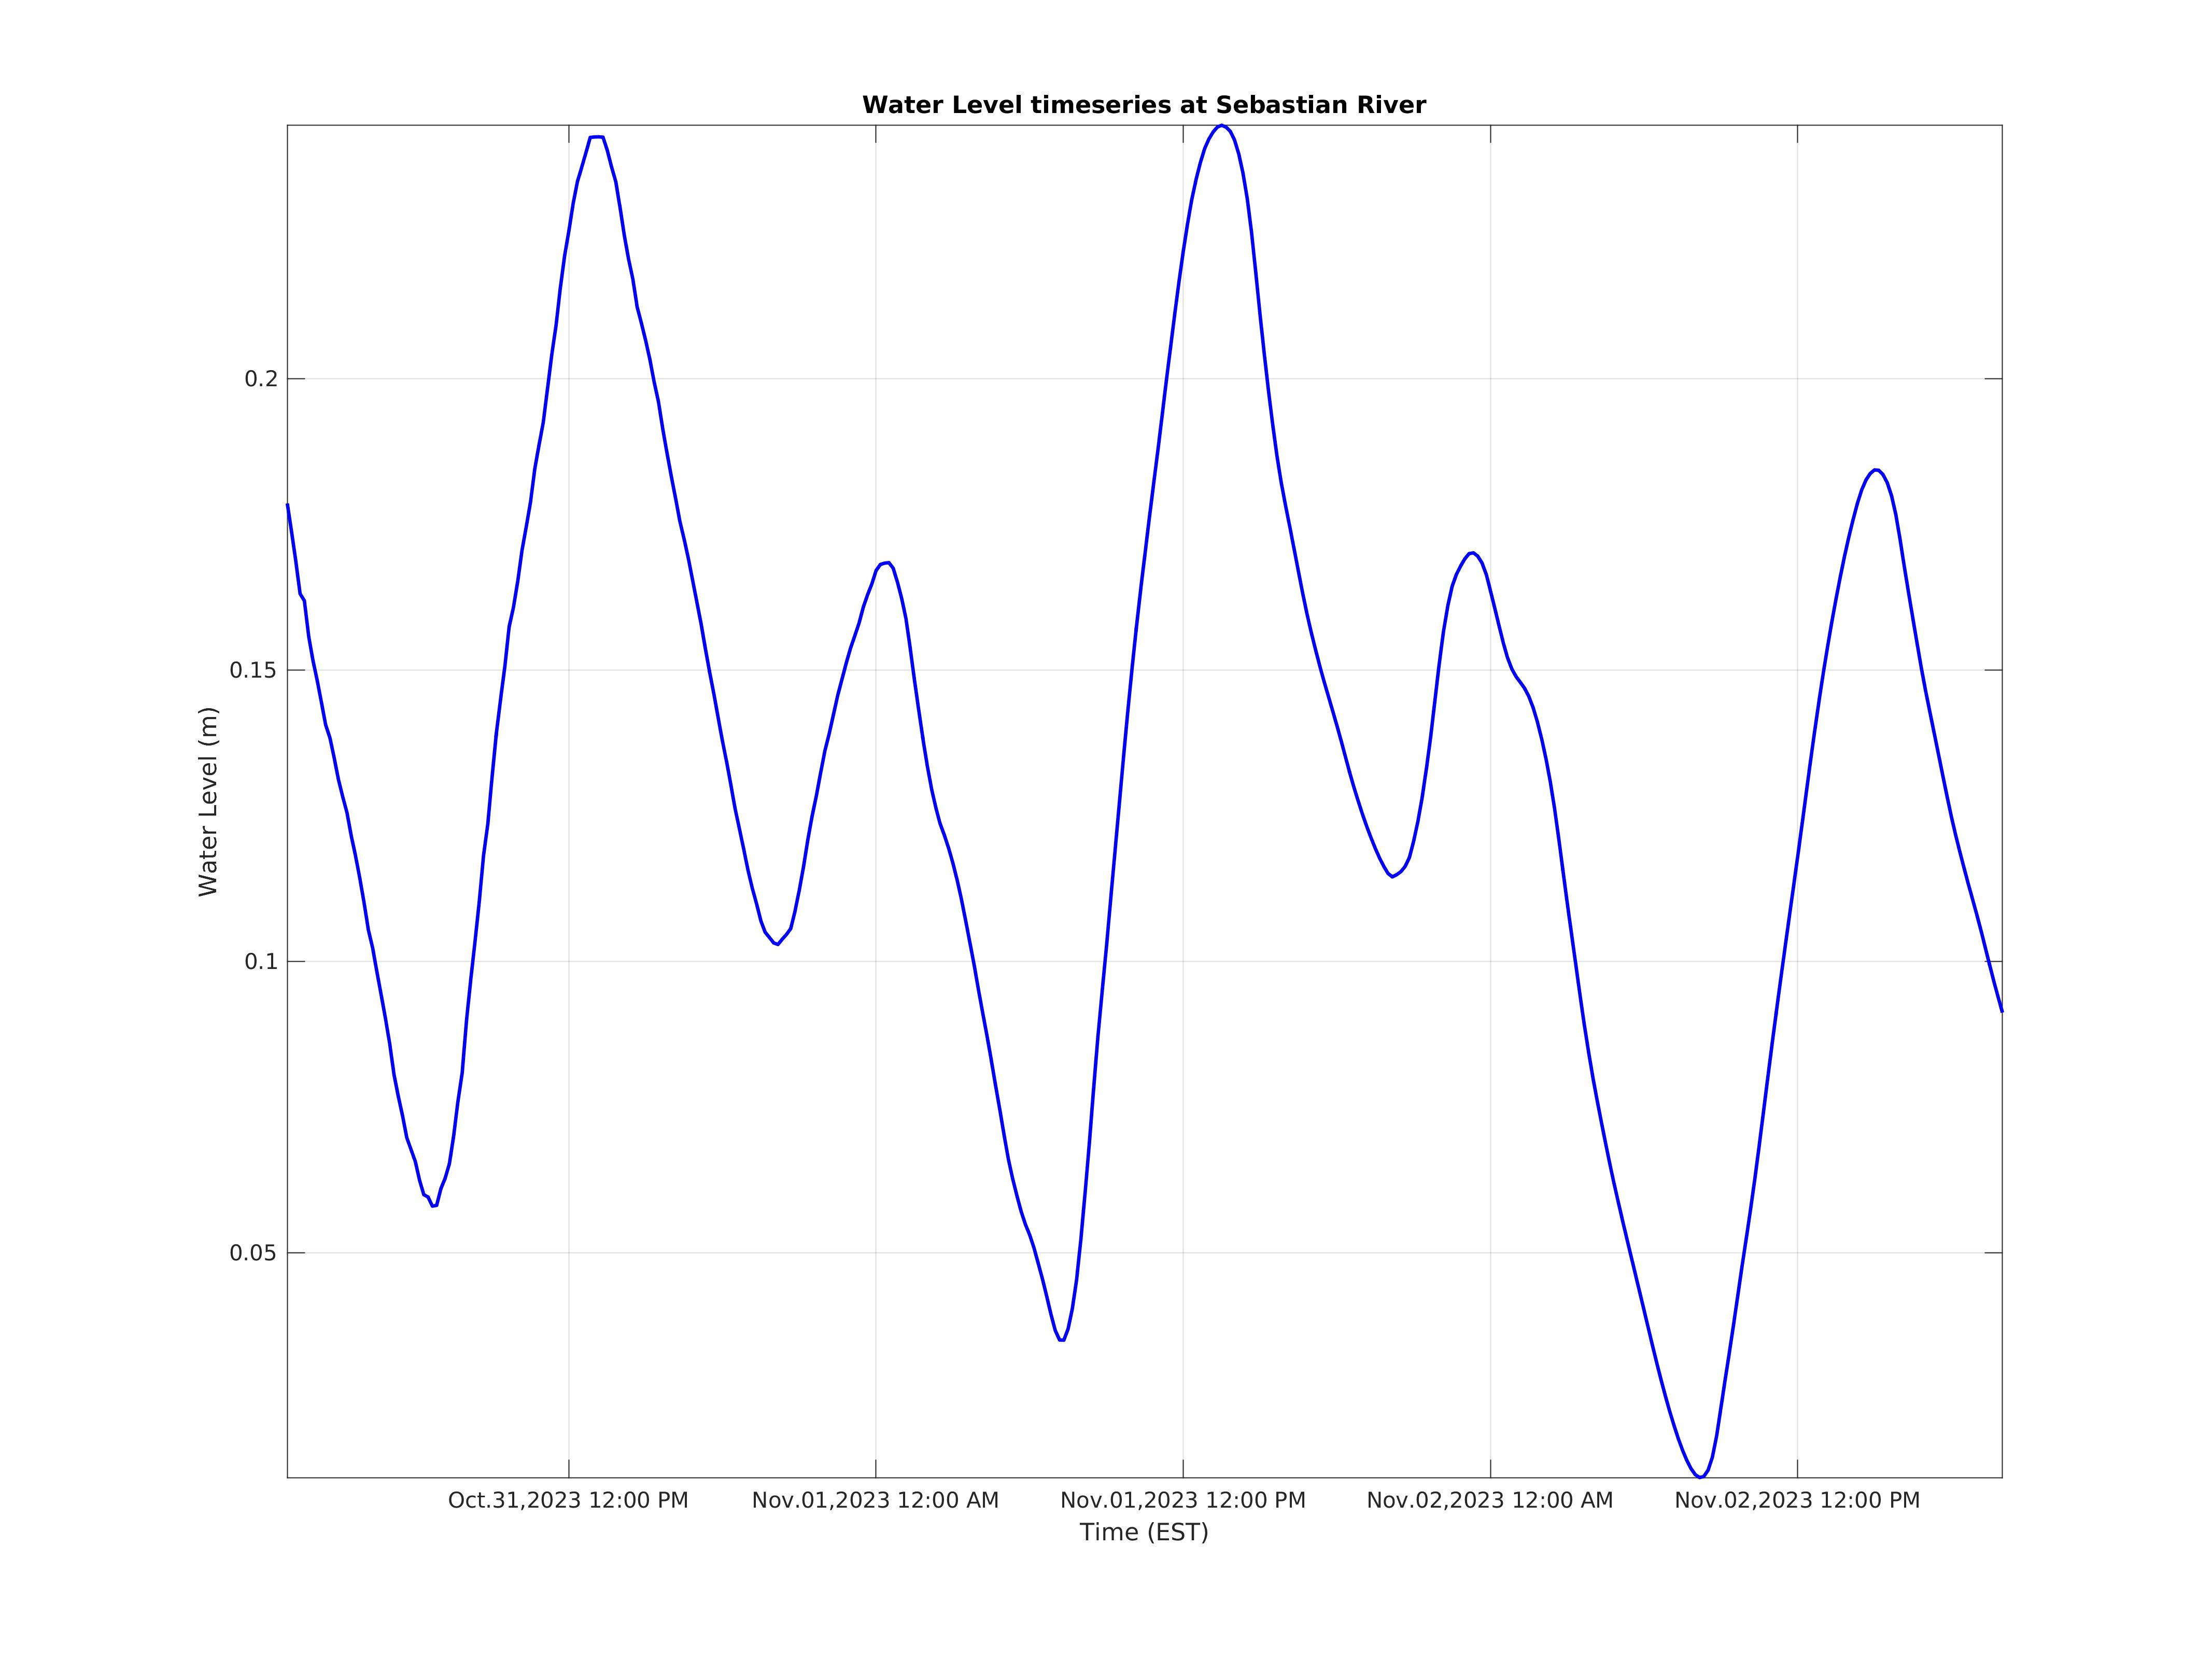 Water Level timeseries at Sebastian River
0.2
0.15
0.1
0.05
Water Level (m)
Oct.31,2023 12:00 PM
Nov.01,2023 12:00 AM
Nov.01,2023 12:00 PM
Nov.02,2023 12:00 AM
Nov.02,2023 12:00 PM
Time (EST)